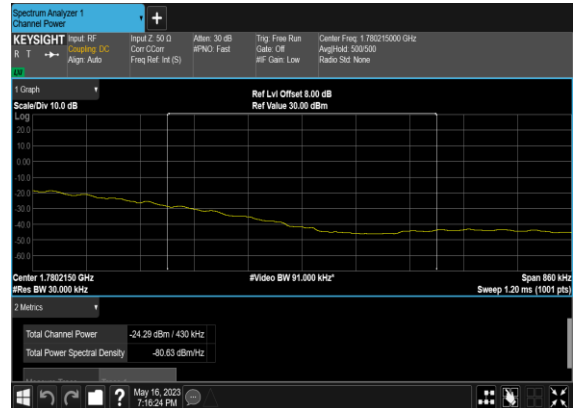 Spectrum Analyzer 1
Channel Power
+
KEYSIGHT Input: RF Input Z: 50 Ω Atten: 30 dB Trig: Free Run Center Freq: 1.780215000 GHz
R T Coupling: DC Corr CCorr #PNO: Fast Gate: Off Avg|Hold: 500/500
Align: Auto Freq Ref: Int (S) #IF Gain: Low Radio Std: None
1 Graph
Ref Lvl Offset 8.00 dB
Scale/Div 10.0 dB Ref Value 30.00 dBm
Log
20.0
10.0
0.00
-10.0
-20.0
-30.0
-40.0
-50.0
-60.0
Center 1.7802150 GHz #Video BW 91.000 kHz* Span 860 kHz
#Res BW 30.000 kHz Sweep 1.20 ms (1001 pts)
2 Metrics
Total Channel Power -24.29 dBm / 430 kHz
Total Power Spectral Density -80.63 dBm/Hz
? May 16, 2023
7:16:24 PM